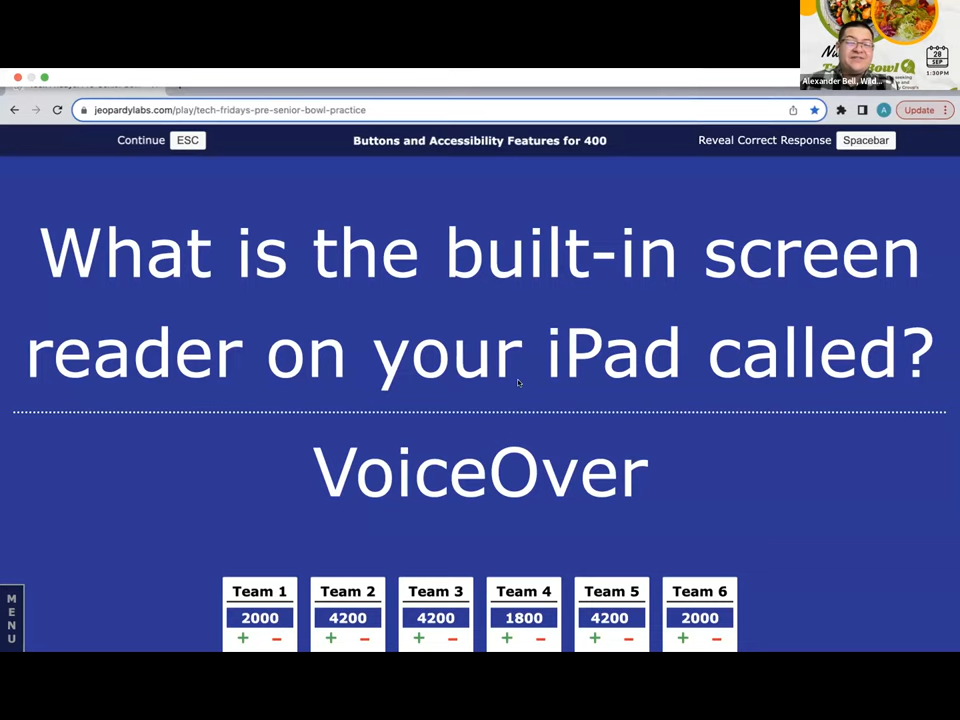 28
SEP
1:30PM
Alexander Bell, Wild...
jeopardylabs.com/play/tech-fridays-pre-senior-bowl-practice
A
Update
Continue ESC
Buttons and Accessibility Features for 400
Reveal Correct Response Spacebar
What is the built-in screen
reader on your iPad called?
VoiceOver
MENU
Team 1 Team 2 Team 3 Team 4 Team 5 Team 6
2000 4200 4200 1800 4200 2000
+ − + − + − + − + − + −